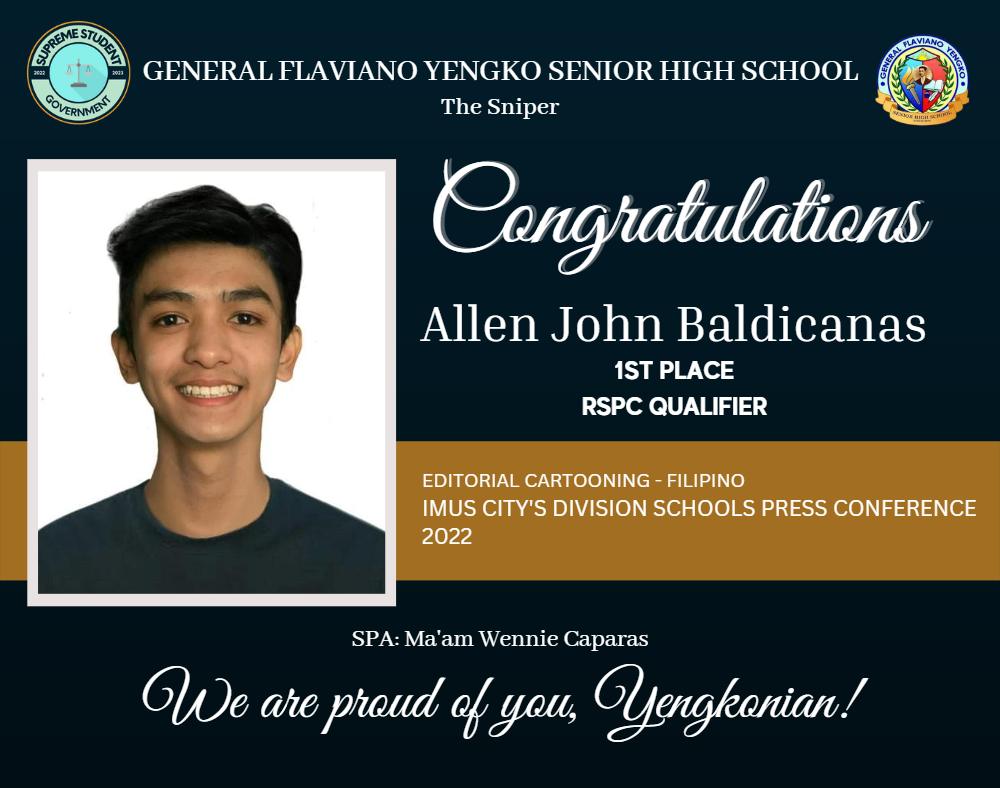 SUPREME STUDENT
2022 2023
GOVERNMENT
GENERAL FLAVIANO YENGKO SENIOR HIGH SCHOOL
The Sniper
GENERAL FLAVIANO YENGKO
SENIOR HIGH SCHOOL
Congratulations
Allen John Baldicanas
1ST PLACE
RSPC QUALIFIER
EDITORIAL CARTOONING - FILIPINO
IMUS CITY'S DIVISION SCHOOLS PRESS CONFERENCE
2022
SPA: Ma'am Wennie Caparas
We are proud of you, Yengkonian!